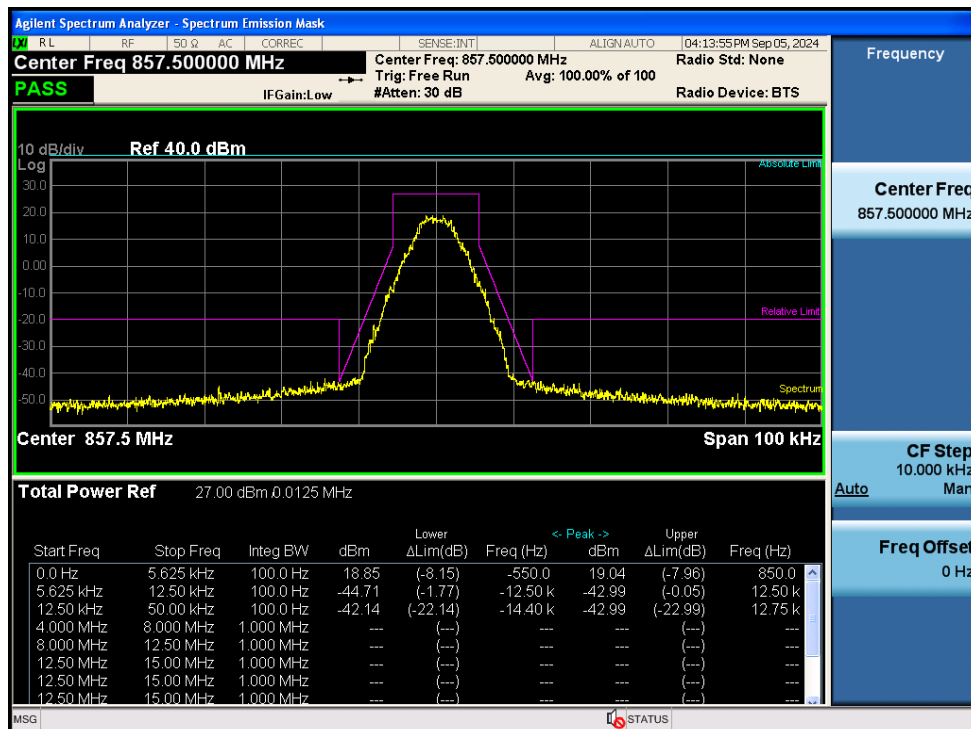 Agilent Spectrum Analyzer - Spectrum Emission Mask
LXI RL RF 50 Ω AC CORREC SENSE:INT ALIGN AUTO 04:13:55 PM Sep 05, 2024
Center Freq 857.500000 MHz
Center Freq: 857.500000 MHz
Radio Std: None
Trig: Free Run Avg: 100.00% of 100
PASS
IFGain:Low
#Atten: 30 dB
Radio Device: BTS
10 dB/div Ref 40.0 dBm
Log
Absolute Limit
30.0
20.0
10.0
0.00
-10.0
-20.0
Relative Limit
-30.0
-40.0
Spectrum
-50.0
Center 857.5 MHz Span 100 kHz
Total Power Ref 27.00 dBm /0.0125 MHz
Lower <- Peak -> Upper
Start Freq Stop Freq Integ BW dBm ΔLim(dB) Freq (Hz) dBm ΔLim(dB) Freq (Hz)
0.0 Hz 5.625 kHz 100.0 Hz 18.85 (-8.15) -550.0 19.04 (-7.96) 850.0
5.625 kHz 12.50 kHz 100.0 Hz -44.71 (-1.77) -12.50 k -42.99 (-0.05) 12.50 k
12.50 kHz 50.00 kHz 100.0 Hz -42.14 (-22.14) -14.40 k -42.99 (-22.99) 12.75 k
4.000 MHz 8.000 MHz 1.000 MHz --- (---) --- --- (---) ---
8.000 MHz 12.50 MHz 1.000 MHz --- (---) --- --- (---) ---
12.50 MHz 15.00 MHz 1.000 MHz --- (---) --- --- (---) ---
12.50 MHz 15.00 MHz 1.000 MHz --- (---) --- --- (---) ---
12.50 MHz 15.00 MHz 1.000 MHz --- (---) --- --- (---) ---
MSG STATUS
Frequency
Center Freq
857.500000 MHz
CF Step
10.000 kHz
Auto Man
Freq Offset
0 Hz